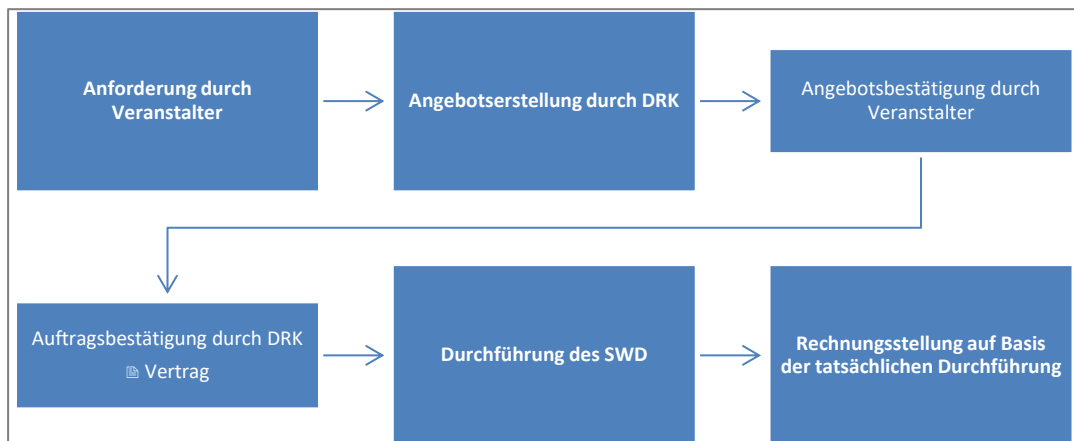 Anforderung durch
Veranstalter
Angebotserstellung durch DRK
Angebotsbestätigung durch
Veranstalter
Auftragsbestätigung durch DRK
Vertrag
Durchführung des SWD
Rechnungsstellung auf Basis
der tatsächlichen Durchführung